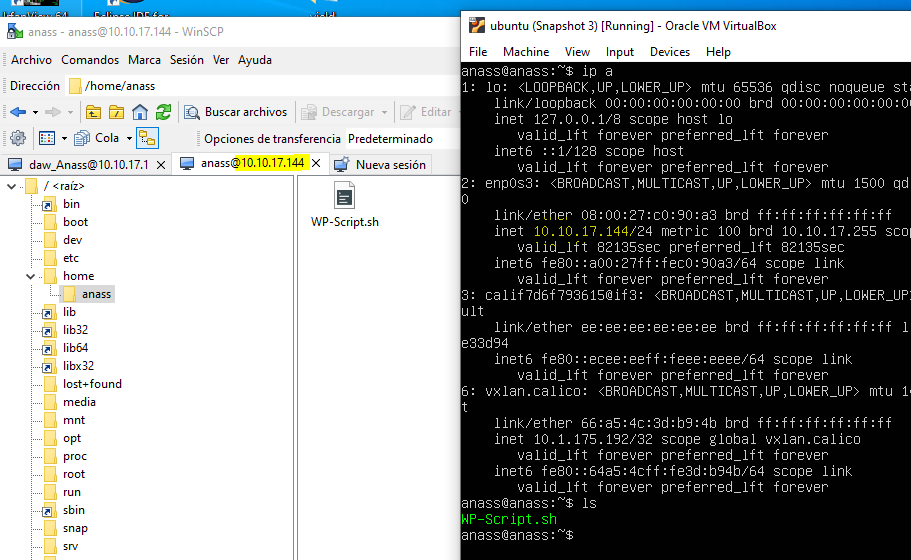 IrfanView 64
Eclipse IDE for
yield!
anass - anass@10.10.17.144 - WinSCP
Archivo Comandos Marca Sesión Ver Ayuda
Dirección /home/anass
Buscar archivos Descargar Editar
Cola Opciones de transferencia Predeterminado
daw_Anass@10.10.17.1 anass@10.10.17.144 Nueva sesión
/ <raíz>
bin
boot
dev
etc
home
anass
lib
lib32
lib64
libx32
lost+found
media
mnt
opt
proc
root
run
sbin
snap
srv
WP-Script.sh
ubuntu (Snapshot 3) [Running] - Oracle VM VirtualBox
File Machine View Input Devices Help
anass@anass:~$ ip a
1: lo: <LOOPBACK,UP,LOWER_UP> mtu 65536 qdisc noqueue sta
link/loopback 00:00:00:00:00:00 brd 00:00:00:00:00:0
inet 127.0.0.1/8 scope host lo
valid_lft forever preferred_lft forever
inet6 ::1/128 scope host
valid_lft forever preferred_lft forever
2: enp0s3: <BROADCAST,MULTICAST,UP,LOWER_UP> mtu 1500 qd
0
link/ether 08:00:27:c0:90:a3 brd ff:ff:ff:ff:ff:ff
inet 10.10.17.144/24 metric 100 brd 10.10.17.255 sco
valid_lft 82135sec preferred_lft 82135sec
inet6 fe80::a00:27ff:fec0:90a3/64 scope link
valid_lft forever preferred_lft forever
3: calif7d6f793615@if3: <BROADCAST,MULTICAST,UP,LOWER_UP
ult
link/ether ee:ee:ee:ee:ee:ee brd ff:ff:ff:ff:ff:ff l
e33d94
inet6 fe80::ecee:eeff:feee:eeee/64 scope link
valid_lft forever preferred_lft forever
6: vxlan.calico: <BROADCAST,MULTICAST,UP,LOWER_UP> mtu 14
t
link/ether 66:a5:4c:3d:b9:4b brd ff:ff:ff:ff:ff:ff
inet 10.1.175.192/32 scope global vxlan.calico
valid_lft forever preferred_lft forever
inet6 fe80::64a5:4cff:fe3d:b94b/64 scope link
valid_lft forever preferred_lft forever
anass@anass:~$ ls
WP-Script.sh
anass@anass:~$